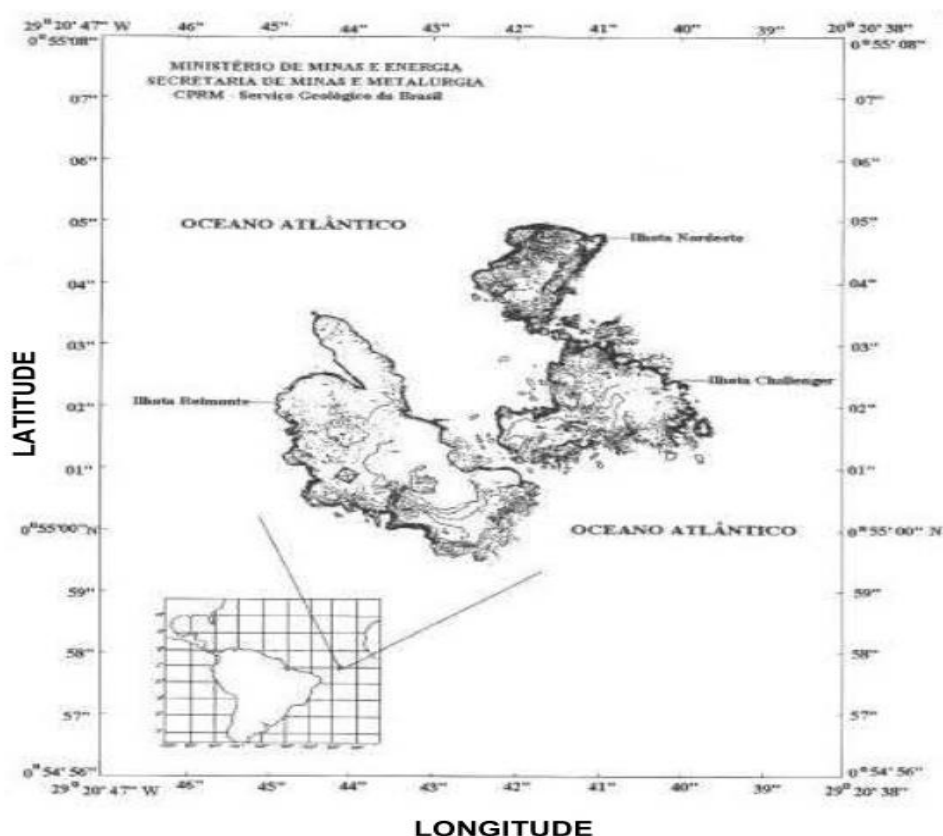 29° 20' 47" W 46" 45" 44" 43" 42" 41" 40" 29° 20' 38"
0° 55' 08" 0° 55' 08"
MINISTÉRIO DE MINAS E ENERGIA
SECRETARIA DE MINAS E METALURGIA
CPRM - Serviço Geológico do Brasil
07" 07"
06" 06"
05" 05"
OCEANO ATLÂNTICO
Ilhota Nordeste
04" 04"
03" 03"
Ilhota Challenger
Ilhota Belmonte
02" 02"
01" 01"
0° 55' 00" N 0° 55' 00" N
OCEANO ATLÂNTICO
59" 59"
58" 58"
57" 57"
0° 54' 56" 0° 54' 56"
29° 20' 47" W 46" 45" 44" 43" 42" 41" 40" 29° 20' 38"
LATITUDE
LONGITUDE